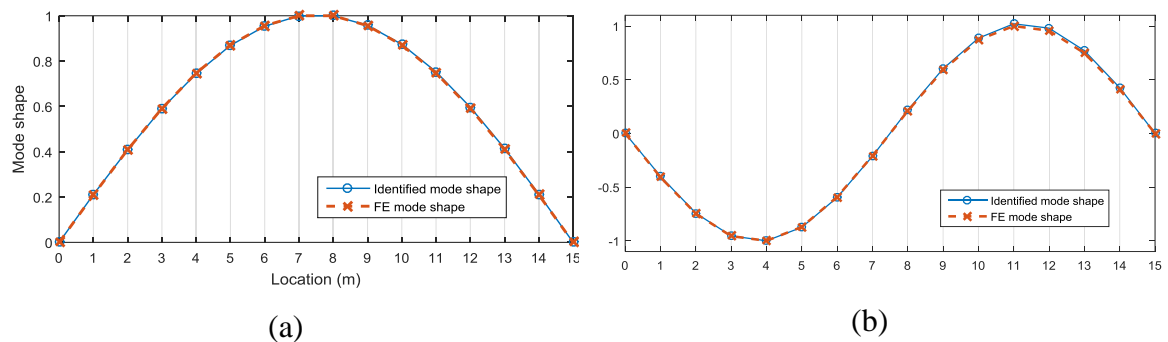 1
0.8
0.6
0.4
0.2
0
Mode shape
Identified mode shape
FE mode shape
0 1 2 3 4 5 6 7 8 9 10 11 12 13 14 15
Location (m)
(a)
1
0.5
0
-0.5
-1
Identified mode shape
FE mode shape
0 1 2 3 4 5 6 7 8 9 10 11 12 13 14 15
(b)